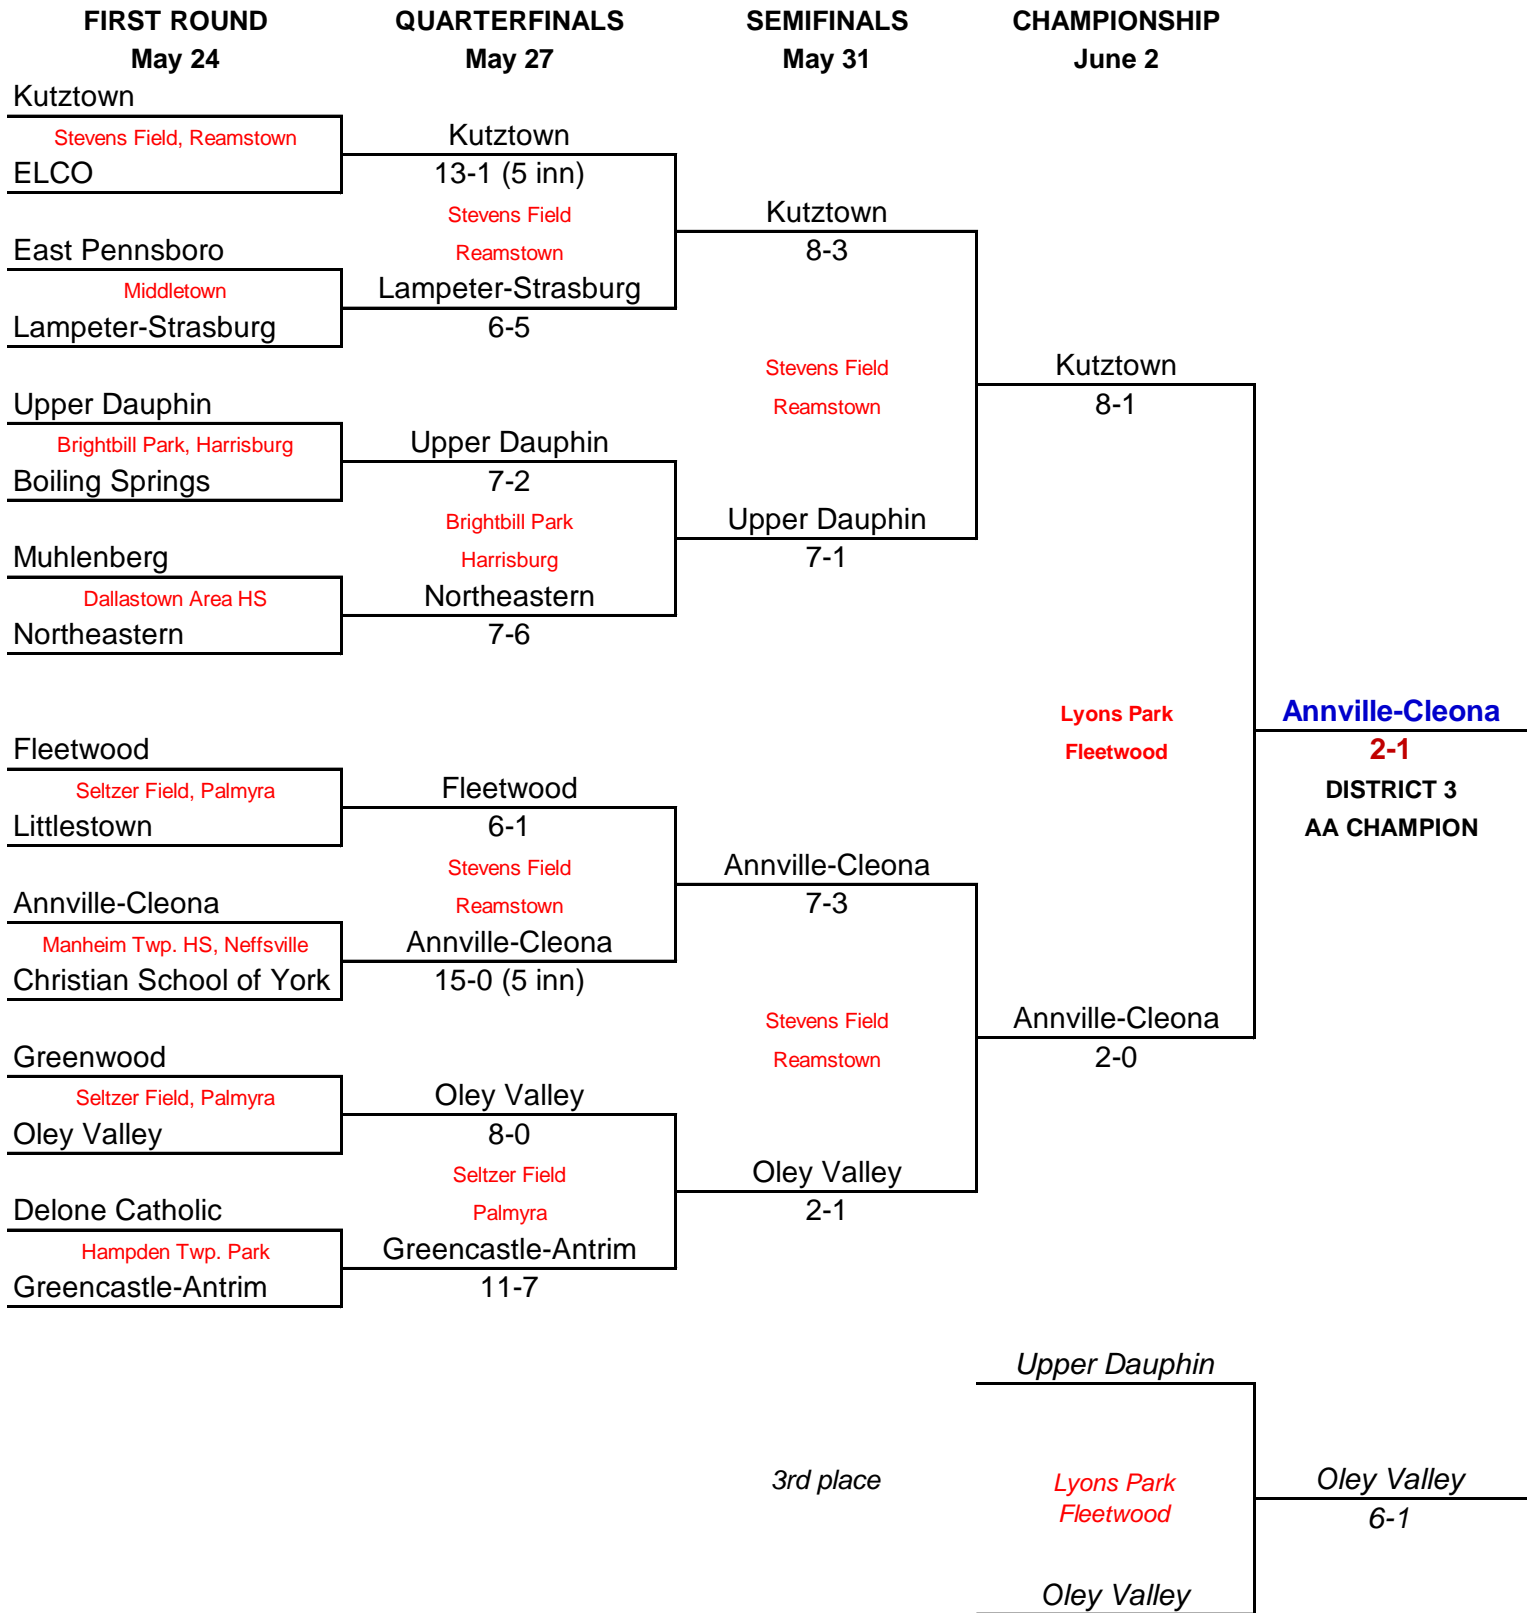 FIRST ROUND QUARTERFINALS SEMIFINALS CHAMPIONSHIP
May 24 May 27 May 31 June 2
Kutztown
Stevens Field, Reamstown
ELCO
East Pennsboro
Middletown
Lampeter-Strasburg
Upper Dauphin
Brightbill Park, Harrisburg
Boiling Springs
Muhlenberg
Dallastown Area HS
Northeastern
Fleetwood
Seltzer Field, Palmyra
Littlestown
Annville-Cleona
Manheim Twp. HS, Neffsville
Christian School of York
Greenwood
Seltzer Field, Palmyra
Oley Valley
Delone Catholic
Hampden Twp. Park
Greencastle-Antrim
Kutztown
13-1 (5 inn)
Stevens Field
Reamstown
Lampeter-Strasburg
6-5
Upper Dauphin
7-2
Brightbill Park
Harrisburg
Northeastern
7-6
Fleetwood
6-1
Stevens Field
Reamstown
Annville-Cleona
15-0 (5 inn)
Oley Valley
8-0
Seltzer Field
Palmyra
Greencastle-Antrim
11-7
Kutztown
8-3
Stevens Field
Reamstown
Upper Dauphin
7-1
Annville-Cleona
7-3
Stevens Field
Reamstown
Oley Valley
2-1
Kutztown
8-1
Lyons Park
Fleetwood
Annville-Cleona
2-0
Annville-Cleona
2-1
DISTRICT 3
AA CHAMPION
3rd place
Upper Dauphin
Lyons Park
Fleetwood
Oley Valley
Oley Valley
6-1